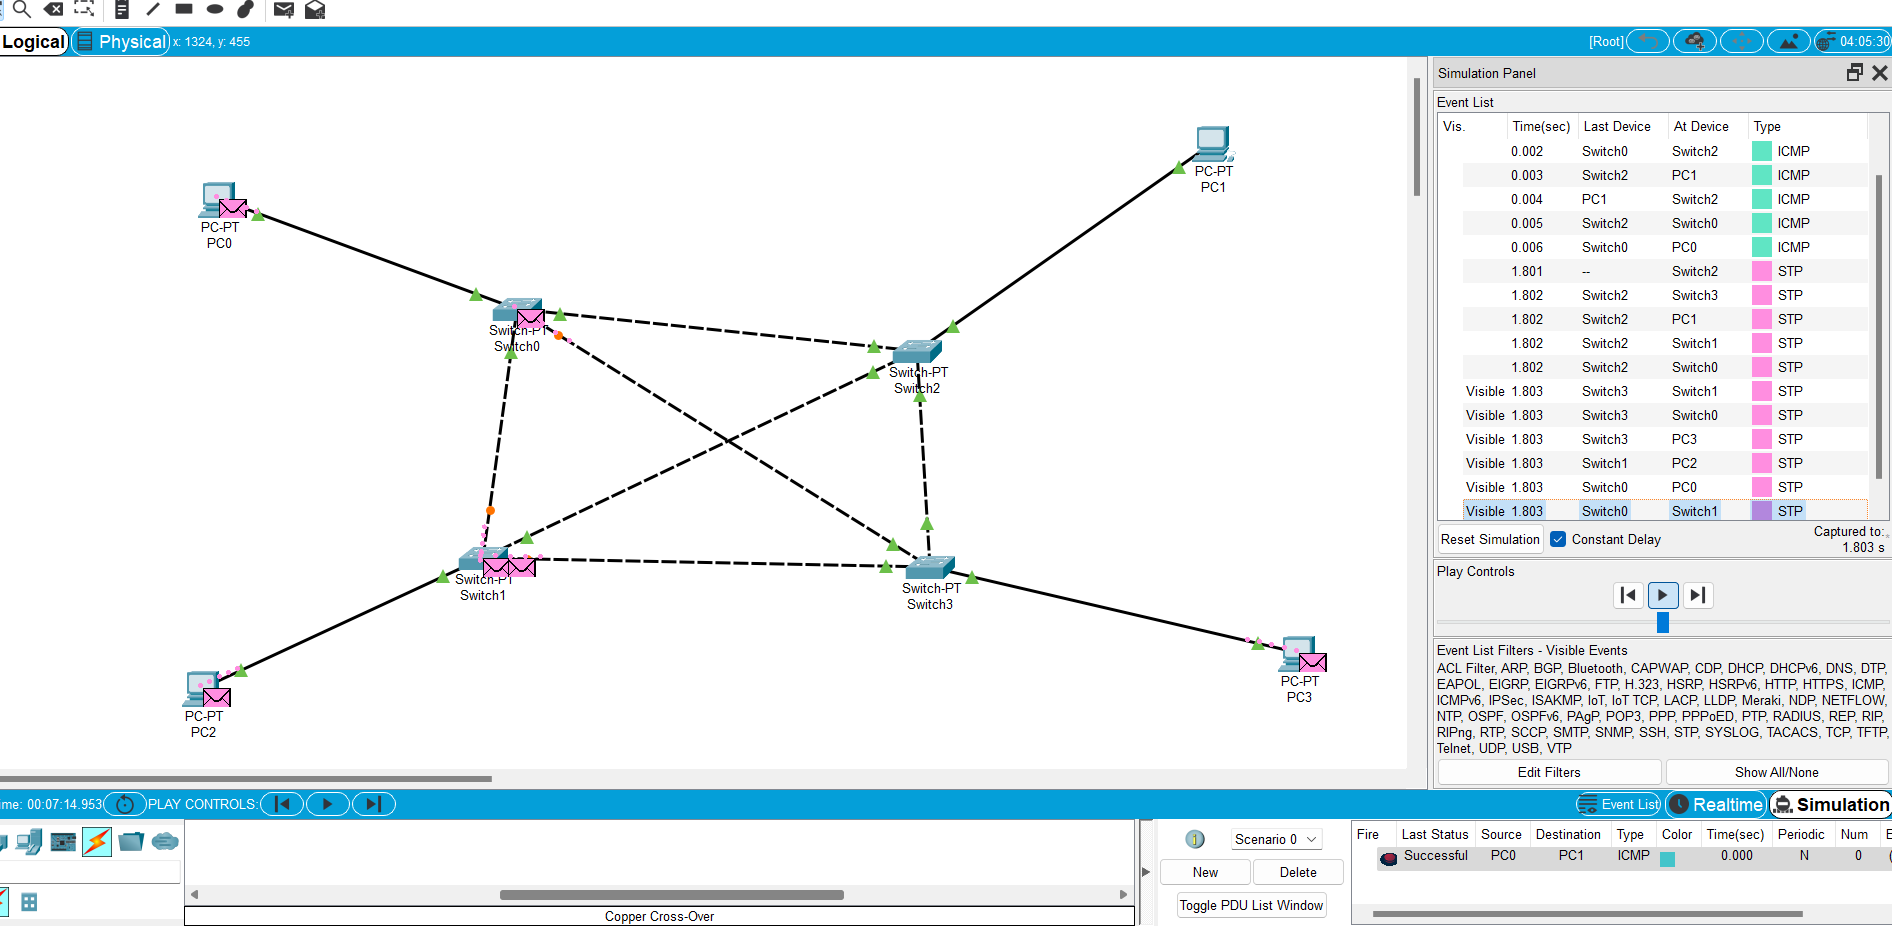 Logical Physical x: 1324, y: 455 [Root] 04:05:30
Simulation Panel
Event List
Vis. Time(sec) Last Device At Device Type
0.002 Switch0 Switch2 ICMP
0.003 Switch2 PC1 ICMP
0.004 PC1 Switch2 ICMP
0.005 Switch2 Switch0 ICMP
0.006 Switch0 PC0 ICMP
1.801 -- Switch2 STP
1.802 Switch2 Switch3 STP
1.802 Switch2 PC1 STP
1.802 Switch2 Switch1 STP
1.802 Switch2 Switch0 STP
Visible 1.803 Switch3 Switch1 STP
Visible 1.803 Switch3 Switch0 STP
Visible 1.803 Switch3 PC3 STP
Visible 1.803 Switch1 PC2 STP
Visible 1.803 Switch0 PC0 STP
Visible 1.803 Switch0 Switch1 STP
Reset Simulation Constant Delay Captured to:
1.803 s
Play Controls
Event List Filters - Visible Events
ACL Filter, ARP, BGP, Bluetooth, CAPWAP, CDP, DHCP, DHCPv6, DNS, DTP,
EAPOL, EIGRP, EIGRPv6, FTP, H.323, HSRP, HSRPv6, HTTP, HTTPS, ICMP,
ICMPv6, IPSec, ISAKMP, IoT, IoT TCP, LACP, LLDP, Meraki, NDP, NETFLOW,
NTP, OSPF, OSPFv6, PAgP, POP3, PPP, PPPoED, PTP, RADIUS, REP, RIP,
RIPng, RTP, SCCP, SMTP, SNMP, SSH, STP, SYSLOG, TACACS, TCP, TFTP,
Telnet, UDP, USB, VTP
Edit Filters Show All/None
PC-PT
PC1
PC-PT
PC0
Switch-PT
Switch0
Switch-PT
Switch2
Switch-PT
Switch1
Switch-PT
Switch3
PC-PT
PC2
PC-PT
PC3
ime: 00:07:14.953 PLAY CONTROLS: Event List Realtime Simulation
Copper Cross-Over
1 Scenario 0
New Delete
Toggle PDU List Window
Fire Last Status Source Destination Type Color Time(sec) Periodic Num E
Successful PC0 PC1 ICMP 0.000 N 0 (